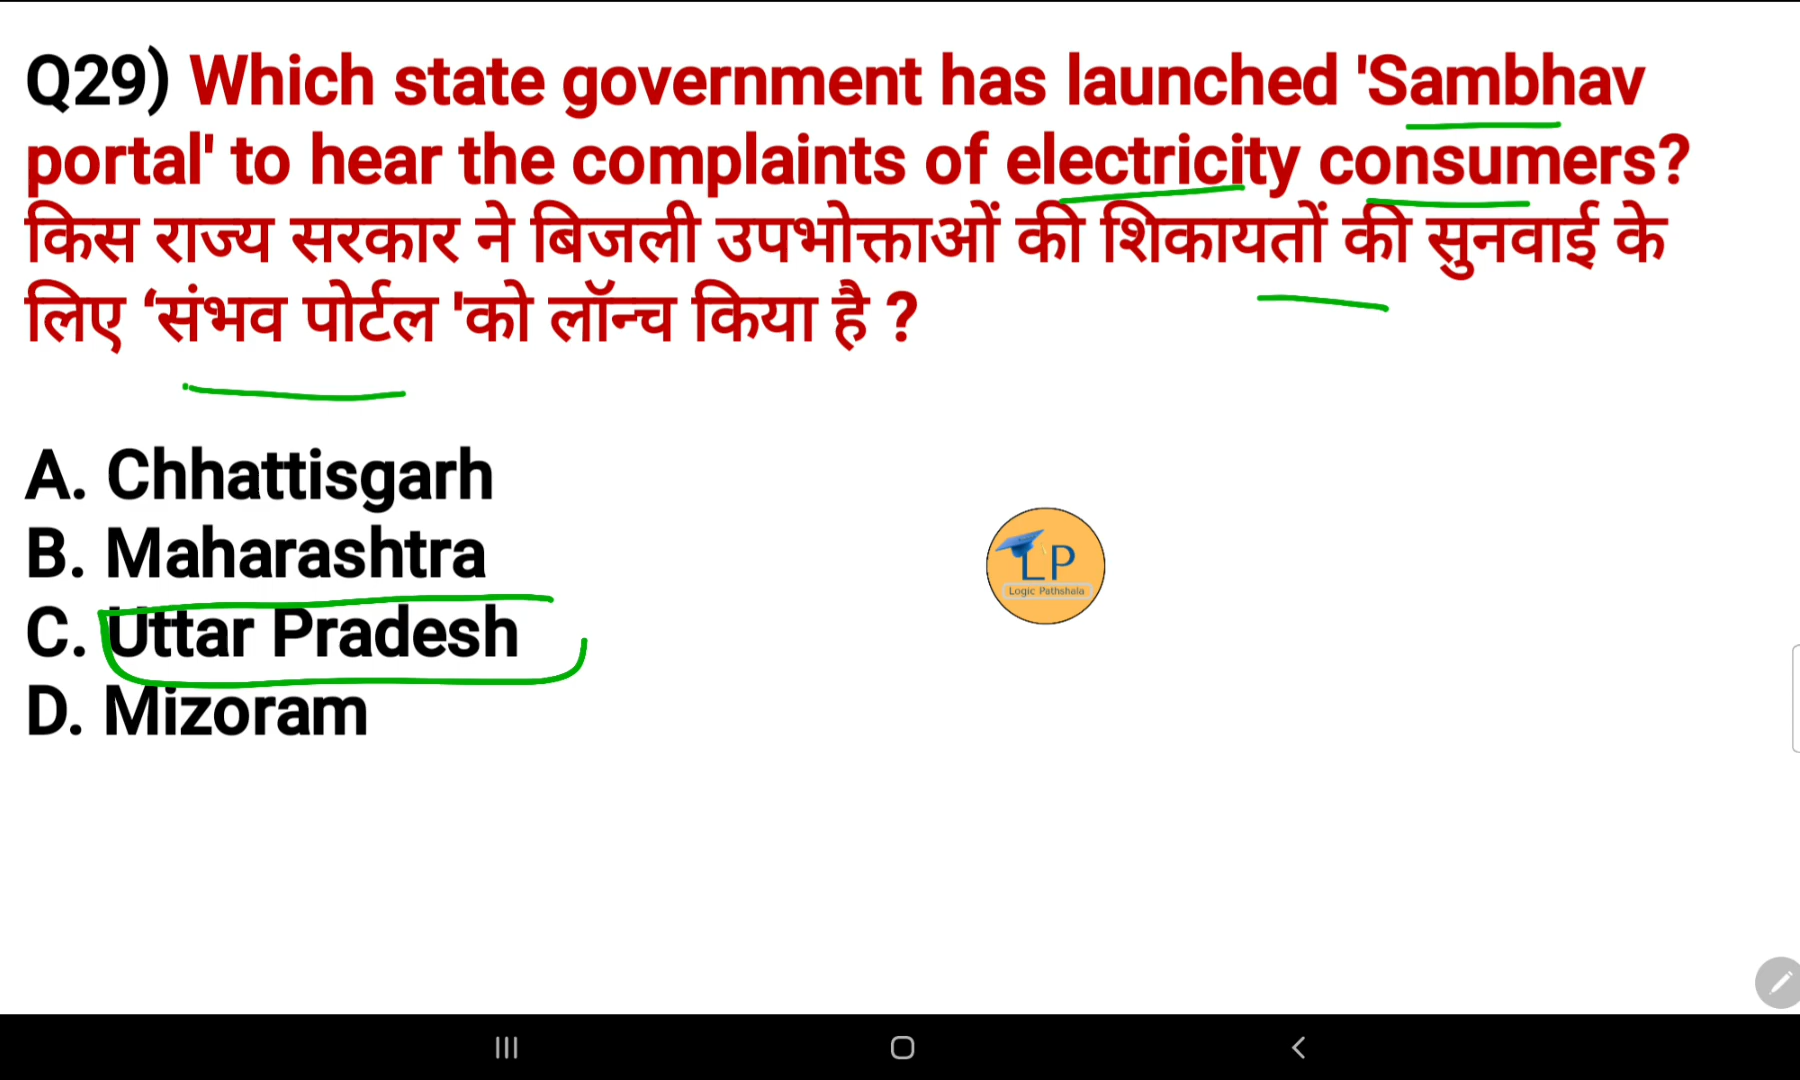 Q29) Which state government has launched 'Sambhav
portal' to hear the complaints of electricity consumers?
किस राज्य सरकार ने बिजली उपभोक्ताओं की शिकायतों की सुनवाई के
लिए ‘संभव पोर्टल 'को लॉन्च किया है ?
A. Chhattisgarh
B. Maharashtra
C. Uttar Pradesh
D. Mizoram
LP
Logic Pathshala